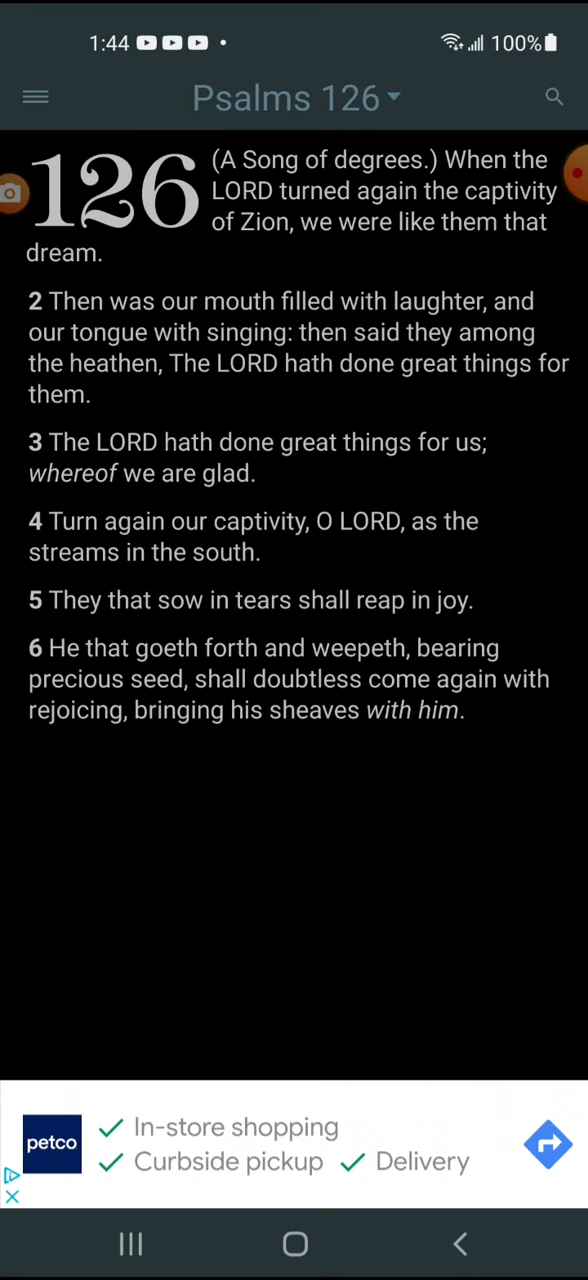 1:44 100%
Psalms 126
126 (A Song of degrees.) When the
LORD turned again the captivity
of Zion, we were like them that
dream.
2 Then was our mouth filled with laughter, and
our tongue with singing: then said they among
the heathen, The LORD hath done great things for
them.
3 The LORD hath done great things for us;
whereof we are glad.
4 Turn again our captivity, O LORD, as the
streams in the south.
5 They that sow in tears shall reap in joy.
6 He that goeth forth and weepeth, bearing
precious seed, shall doubtless come again with
rejoicing, bringing his sheaves with him.
petco
In-store shopping
Curbside pickup Delivery